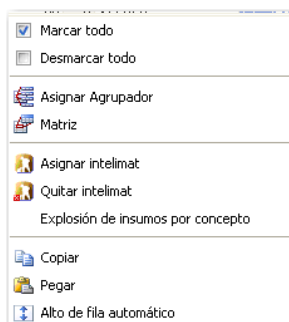 Marcar todo
Desmarcar todo
Asignar Agrupador
Matriz
Asignar intelimat
Quitar intelimat
Explosión de insumos por concepto
Copiar
Pegar
Alto de fila automático